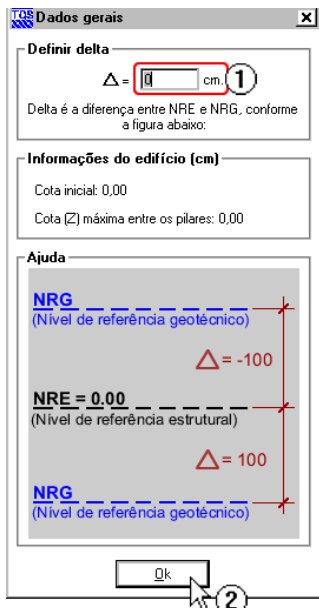 TQS Dados gerais
Definir delta
Δ = 0 cm. 1
Delta é a diferença entre NRE e NRG, conforme
a figura abaixo:
Informações do edifício (cm)
Cota inicial: 0,00
Cota (Z) máxima entre os pilares: 0,00
Ajuda
NRG
(Nível de referência geotécnico)
Δ = -100
NRE = 0.00
(Nível de referência estrutural)
Δ = 100
NRG
(Nível de referência geotécnico)
Ok
2